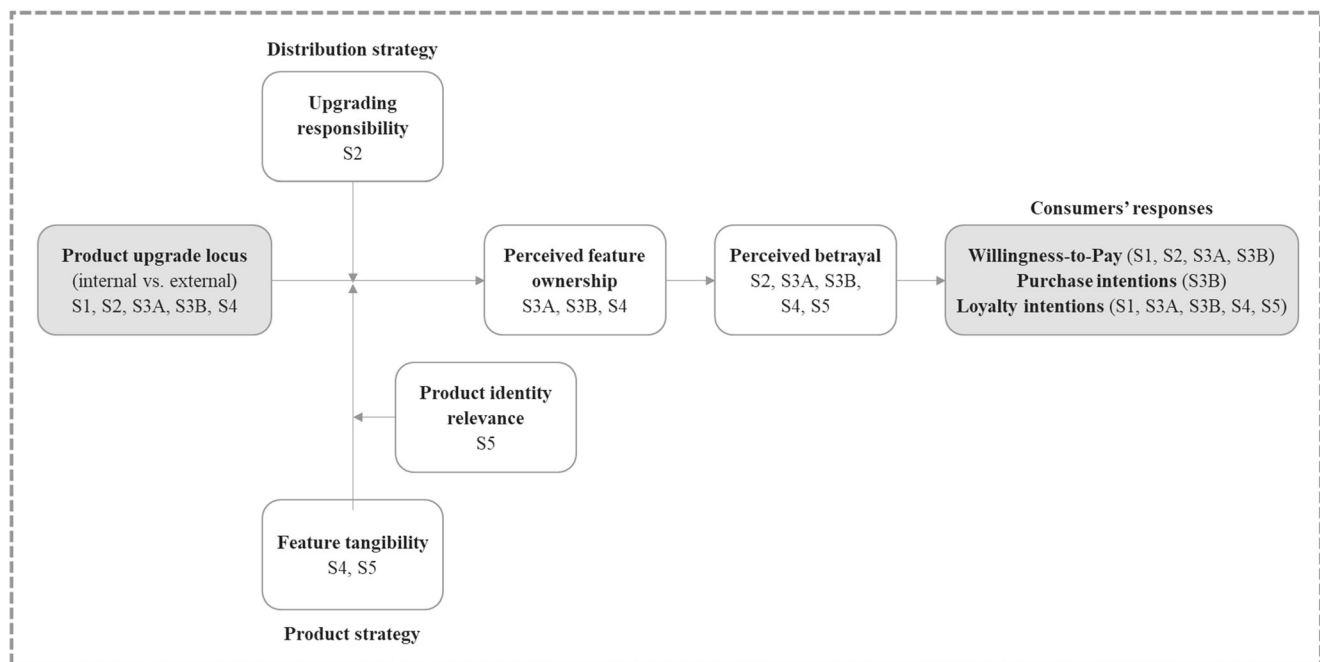 Distribution strategy
Upgrading
responsibility
S2
Product upgrade locus
(internal vs. external)
S1, S2, S3A, S3B, S4
Perceived feature
ownership
S3A, S3B, S4
Perceived betrayal
S2, S3A, S3B,
S4, S5
Consumers’ responses
Willingness-to-Pay (S1, S2, S3A, S3B)
Purchase intentions (S3B)
Loyalty intentions (S1, S3A, S3B, S4, S5)
Product identity
relevance
S5
Feature tangibility
S4, S5
Product strategy